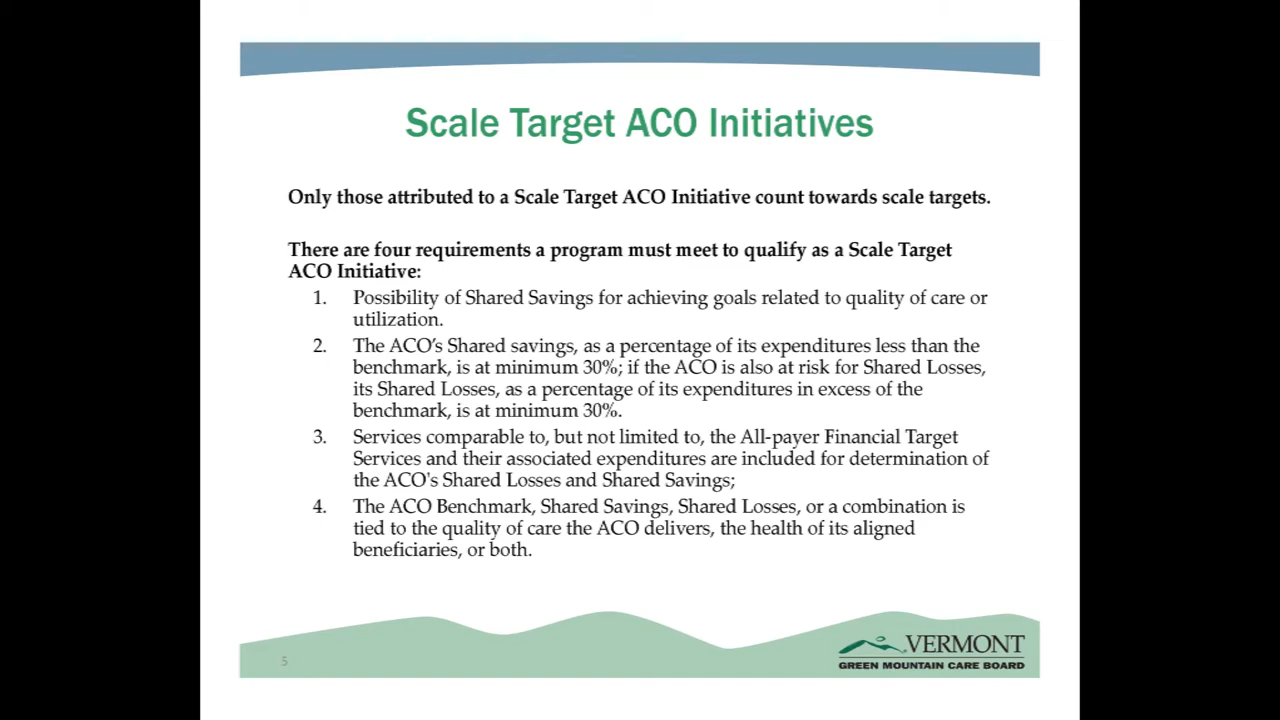 Scale Target ACO Initiatives
Only those attributed to a Scale Target ACO Initiative count towards scale targets.
There are four requirements a program must meet to qualify as a Scale Target
ACO Initiative:
1. Possibility of Shared Savings for achieving goals related to quality of care or
utilization.
2. The ACO's Shared savings, as a percentage of its expenditures less than the
benchmark, is at minimum 30%; if the ACO is also at risk for Shared Losses,
its Shared Losses, as a percentage of its expenditures in excess of the
benchmark, is at minimum 30%.
3. Services comparable to, but not limited to, the All-payer Financial Target
Services and their associated expenditures are included for determination of
the ACO's Shared Losses and Shared Savings;
4. The ACO Benchmark, Shared Savings, Shared Losses, or a combination is
tied to the quality of care the ACO delivers, the health of its aligned
beneficiaries, or both.
5
VERMONT
GREEN MOUNTAIN CARE BOARD